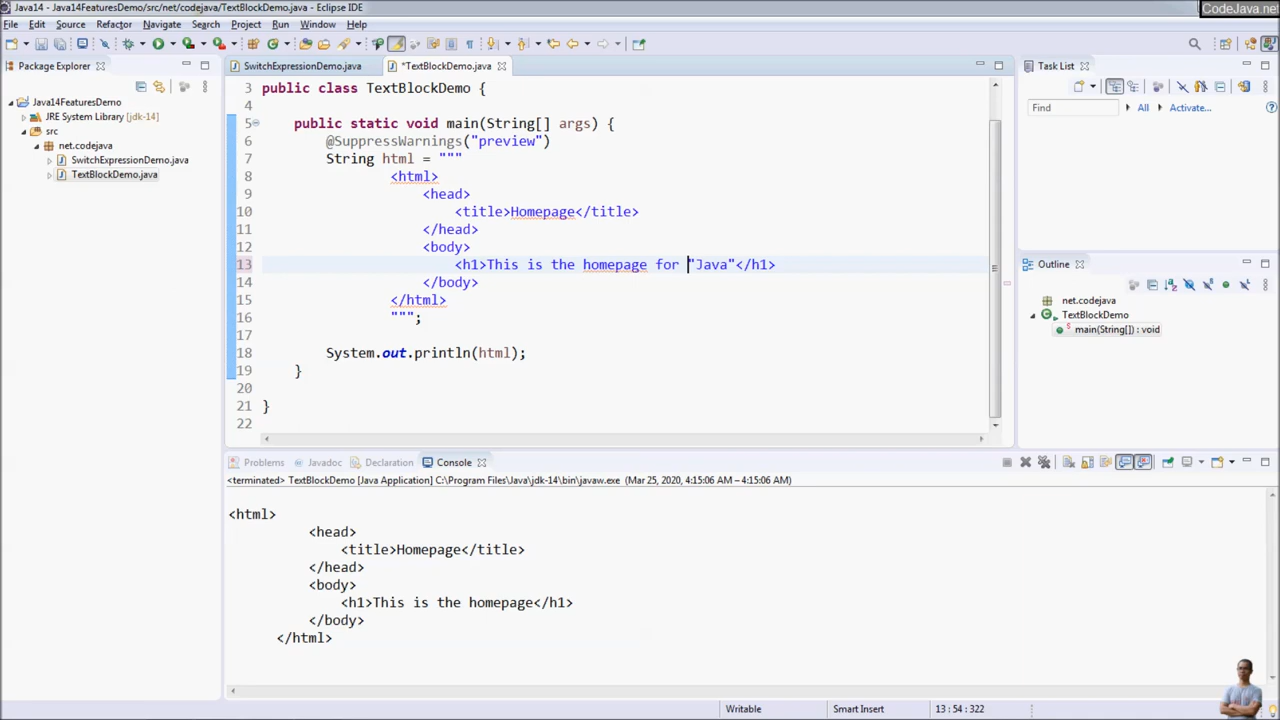 Java14 - Java14FeaturesDemo/src/net/codejava/TextBlockDemo.java - Eclipse IDE
CodeJava.net
File Edit Source Refactor Navigate Search Project Run Window Help
Package Explorer
Java14FeaturesDemo
JRE System Library [jdk-14]
src
net.codejava
SwitchExpressionDemo.java
TextBlockDemo.java
SwitchExpressionDemo.java *TextBlockDemo.java
3 public class TextBlockDemo {
4
5 public static void main(String[] args) {
6 @SuppressWarnings("preview")
7 String html = """
8 <html>
9 <head>
10 <title>Homepage</title>
11 </head>
12 <body>
13 <h1>This is the homepage for "Java"</h1>
14 </body>
15 </html>
16 """;
17
18 System.out.println(html);
19 }
20
21 }
22
Task List
Find All Activate...
Outline
net.codejava
TextBlockDemo
main(String[]) : void
Problems Javadoc Declaration Console
<terminated> TextBlockDemo [Java Application] C:\Program Files\Java\jdk-14\bin\javaw.exe (Mar 25, 2020, 4:15:06 AM – 4:15:06 AM)
<html>
<head>
<title>Homepage</title>
</head>
<body>
<h1>This is the homepage</h1>
</body>
</html>
Writable Smart Insert 13 : 54 : 322